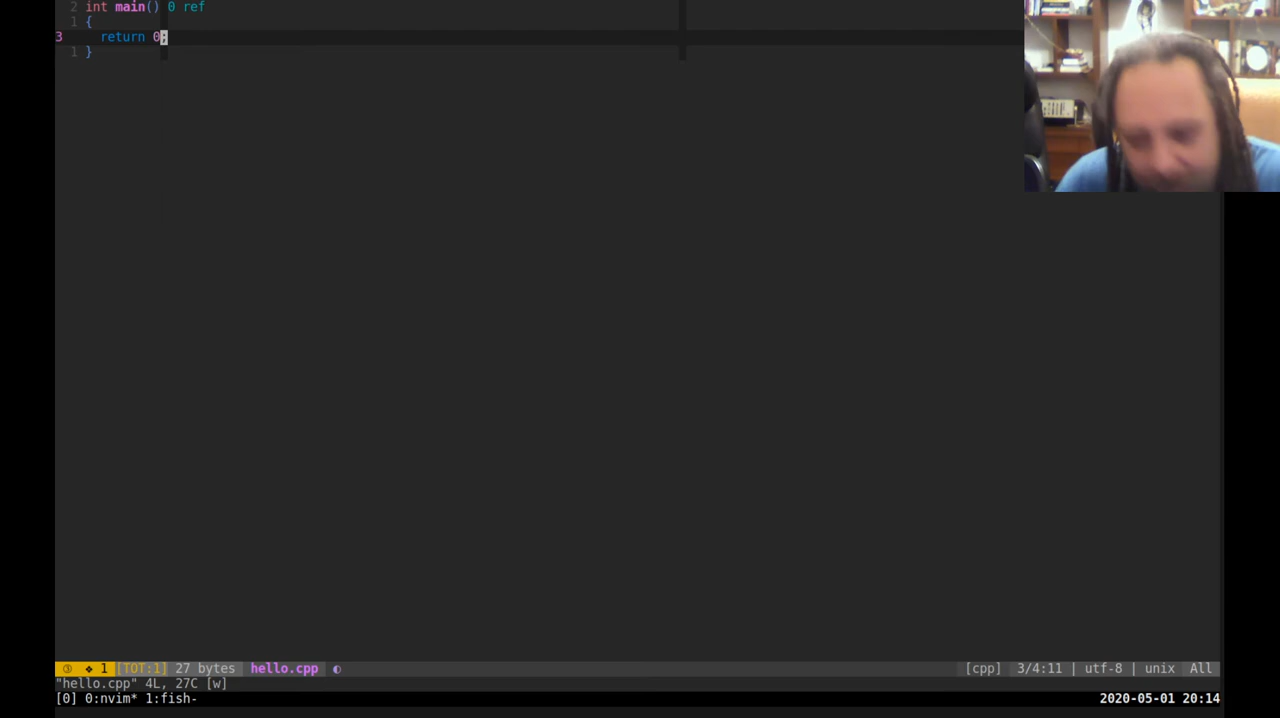 2 int main() 0 ref
1 {
3 return 0;
1 }
③ ❖ 1 [TOT:1] 27 bytes hello.cpp ◐ [cpp] 3/4:11 | utf-8 | unix All
"hello.cpp" 4L, 27C [w]
[0] 0:nvim* 1:fish- 2020-05-01 20:14